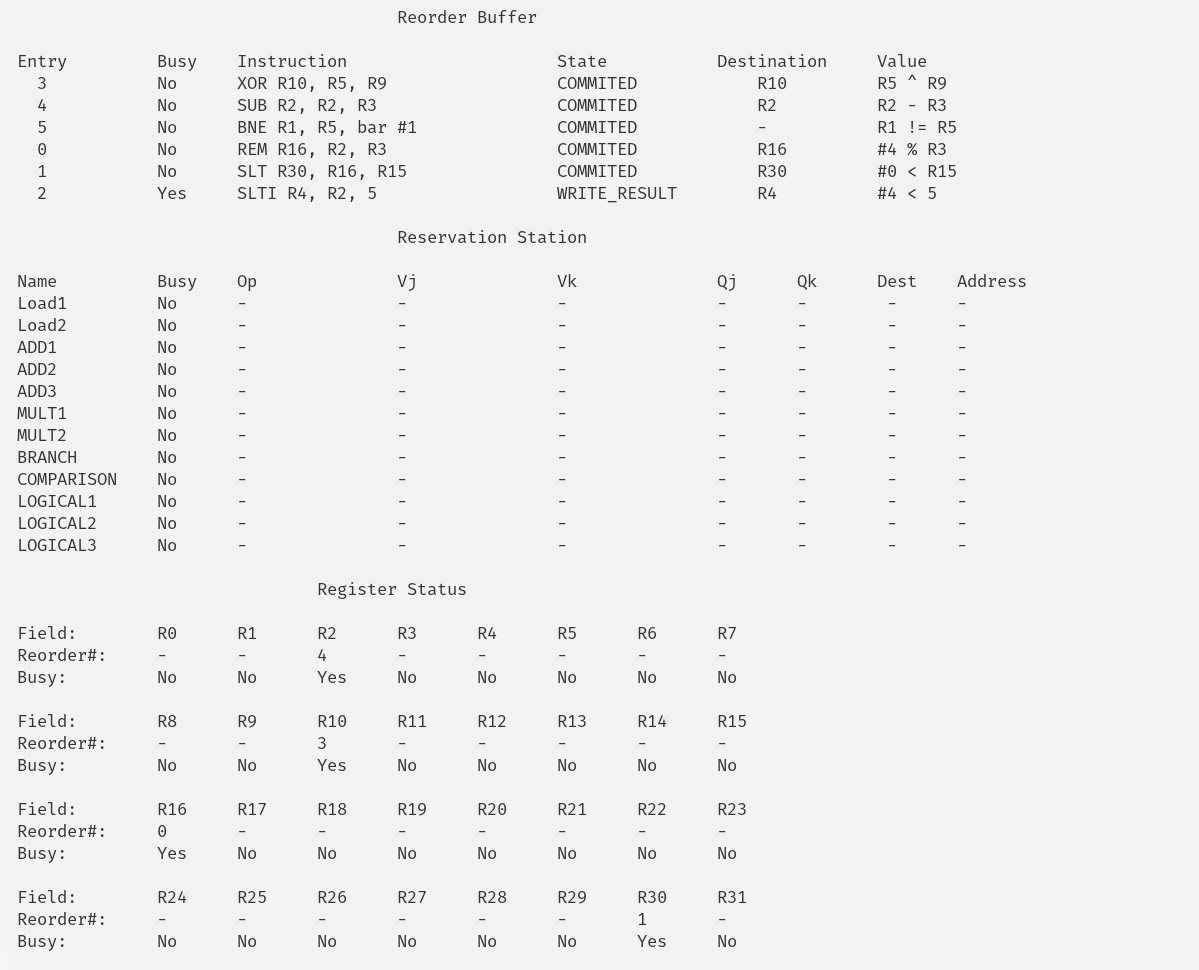 Reorder Buffer
Entry Busy Instruction State Destination Value
3 No XOR R10, R5, R9 COMMITED R10 R5 ^ R9
4 No SUB R2, R2, R3 COMMITED R2 R2 - R3
5 No BNE R1, R5, bar #1 COMMITED - R1 != R5
0 No REM R16, R2, R3 COMMITED R16 #4 % R3
1 No SLT R30, R16, R15 COMMITED R30 #0 < R15
2 Yes SLTI R4, R2, 5 WRITE_RESULT R4 #4 < 5
Reservation Station
Name Busy Op Vj Vk Qj Qk Dest Address
Load1 No - - - - - - -
Load2 No - - - - - - -
ADD1 No - - - - - - -
ADD2 No - - - - - - -
ADD3 No - - - - - - -
MULT1 No - - - - - - -
MULT2 No - - - - - - -
BRANCH No - - - - - - -
COMPARISON No - - - - - - -
LOGICAL1 No - - - - - - -
LOGICAL2 No - - - - - - -
LOGICAL3 No - - - - - - -
Register Status
Field: R0 R1 R2 R3 R4 R5 R6 R7
Reorder#: - - 4 - - - - -
Busy: No No Yes No No No No No
Field: R8 R9 R10 R11 R12 R13 R14 R15
Reorder#: - - 3 - - - - -
Busy: No No Yes No No No No No
Field: R16 R17 R18 R19 R20 R21 R22 R23
Reorder#: 0 - - - - - - -
Busy: Yes No No No No No No No
Field: R24 R25 R26 R27 R28 R29 R30 R31
Reorder#: - - - - - - 1 -
Busy: No No No No No No Yes No